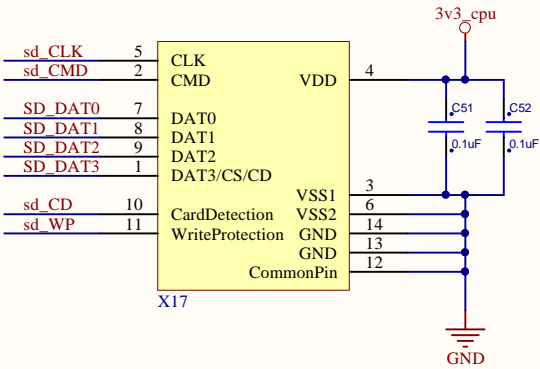 3v3_cpu
sd_CLK 5 CLK
sd_CMD 2 CMD VDD 4
C51 C52
SD_DAT0 7 DAT0
SD_DAT1 8 DAT1
0.1uF 0.1uF
SD_DAT2 9 DAT2
SD_DAT3 1 DAT3/CS/CD
VSS1 3
sd_CD 10 CardDetection VSS2 6
sd_WP 11 WriteProtection GND 14
GND 13
CommonPin 12
X17
GND